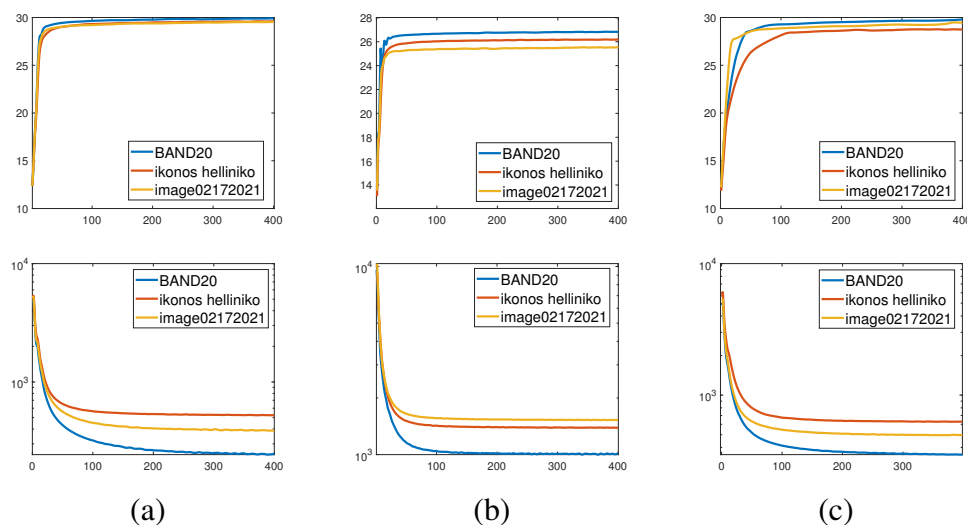 30
25
20
15
10
100 200 300 400
BAND20
ikonos helliniko
image02172021
28
26
24
22
20
18
16
14
0 100 200 300 400
BAND20
ikonos helliniko
image02172021
30
25
20
15
10
0 100 200 300 400
BAND20
ikonos helliniko
image02172021
10^4
10^3
0 100 200 300 400
BAND20
ikonos helliniko
image02172021
10^4
10^3
0 100 200 300 400
BAND20
ikonos helliniko
image02172021
10^4
10^3
0 100 200 300
BAND20
ikonos helliniko
image02172021
(a) (b) (c)